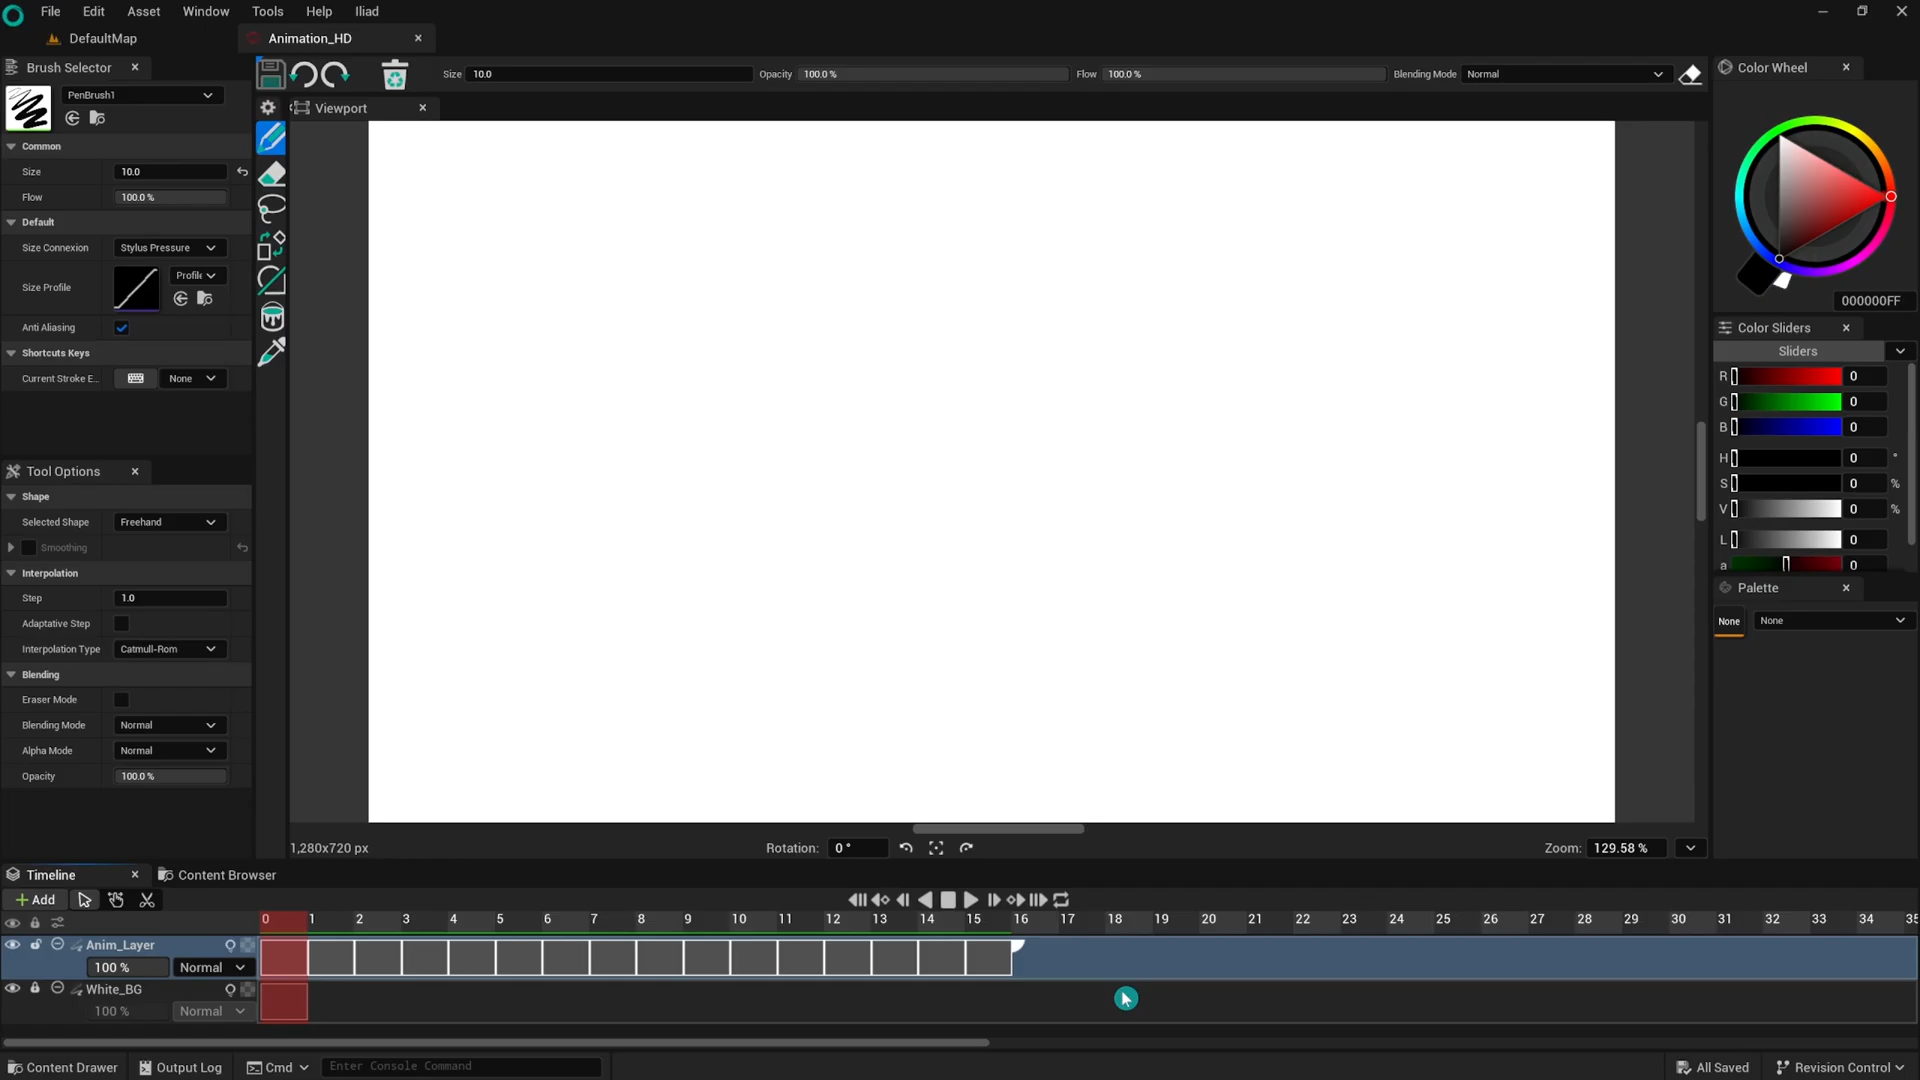 File Edit Asset Window Tools Help Iliad
DefaultMap
Animation_HD
Brush Selector
Size 10.0 Opacity 100.0 % Flow 100.0 % Blending Mode Normal
Color Wheel
PenBrush1
Viewport
Common
Size 10.0
Flow 100.0 %
Default
Size Connexion Stylus Pressure
Size Profile Profile
Anti Aliasing
Shortcuts Keys
Current Stroke E... None
000000FF
Color Sliders
Sliders
R 0
G 0
B 0
H 0 °
S 0 %
V 0 %
L 0
a 0
Palette
None None
Tool Options
Shape
Selected Shape Freehand
Smoothing
Interpolation
Step 1.0
Adaptative Step
Interpolation Type Catmull-Rom
Blending
Eraser Mode
Blending Mode Normal
Alpha Mode Normal
Opacity 100.0 %
1,280x720 px Rotation: 0 ° Zoom: 129.58 %
Timeline Content Browser
+ Add
0 1 2 3 4 5 6 7 8 9 10 11 12 13 14 15 16 17 18 19 20 21 22 23 24 25 26 27 28 29 30 31 32 33 34 35
Anim_Layer
100 % Normal
White_BG
100 % Normal
Content Drawer Output Log Cmd Enter Console Command All Saved Revision Control